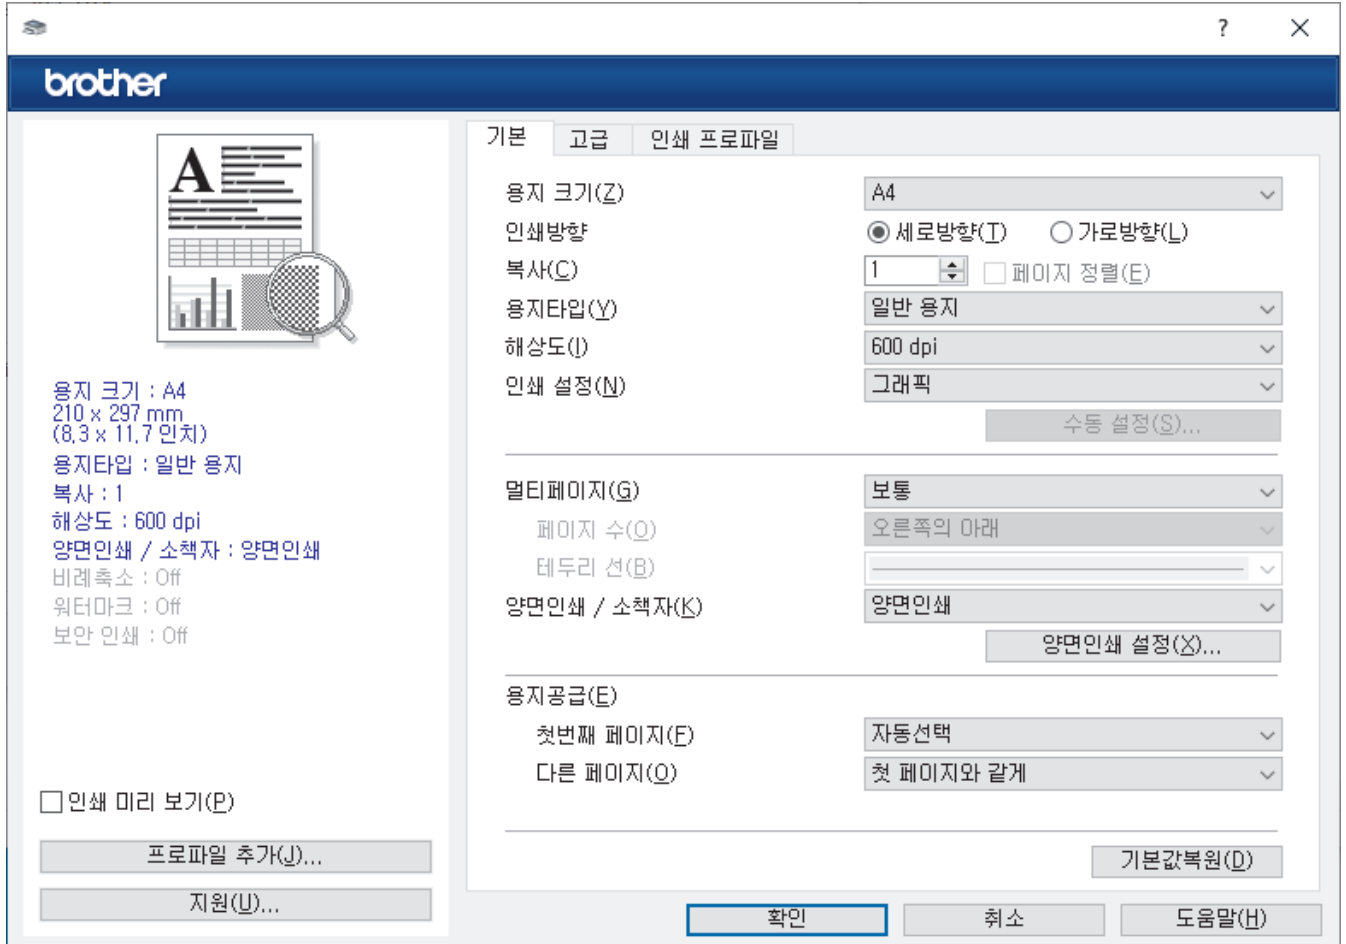 ?
brother
A
용지 크기 : A4
210 x 297 mm
(8.3 x 11.7 인치)
용지타입 : 일반 용지
복사 : 1
해상도 : 600 dpi
양면인쇄 / 소책자 : 양면인쇄
비례축소 : Off
워터마크 : Off
보안 인쇄 : Off
인쇄 미리 보기(P)
프로파일 추가(J)...
지원(U)...
기본 고급 인쇄 프로파일
용지 크기(Z) A4
인쇄방향 세로방향(T) 가로방향(L)
복사(C) 1 페이지 정렬(E)
용지타입(Y) 일반 용지
해상도(I) 600 dpi
인쇄 설정(N) 그래픽
수동 설정(S)...
멀티페이지(G) 보통
페이지 수(O) 오른쪽의 아래
테두리 선(B)
양면인쇄 / 소책자(K) 양면인쇄
양면인쇄 설정(X)...
용지공급(E)
첫번째 페이지(F) 자동선택
다른 페이지(O) 첫 페이지와 같게
기본값복원(D)
확인 취소 도움말(H)